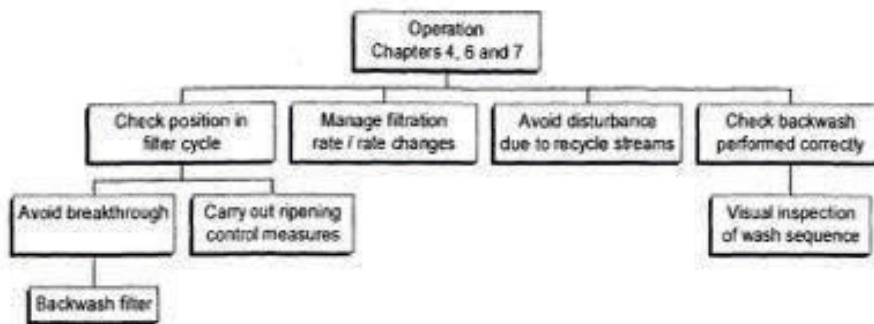 Operation
Chapters 4, 6 and 7
Check position in
filter cycle
Manage filtration
rate / rate changes
Avoid disturbance
due to recycle streams
Check backwash
performed correctly
Avoid breakthrough
Carry out ripening
control measures
Visual inspection
of wash sequence
Backwash filter